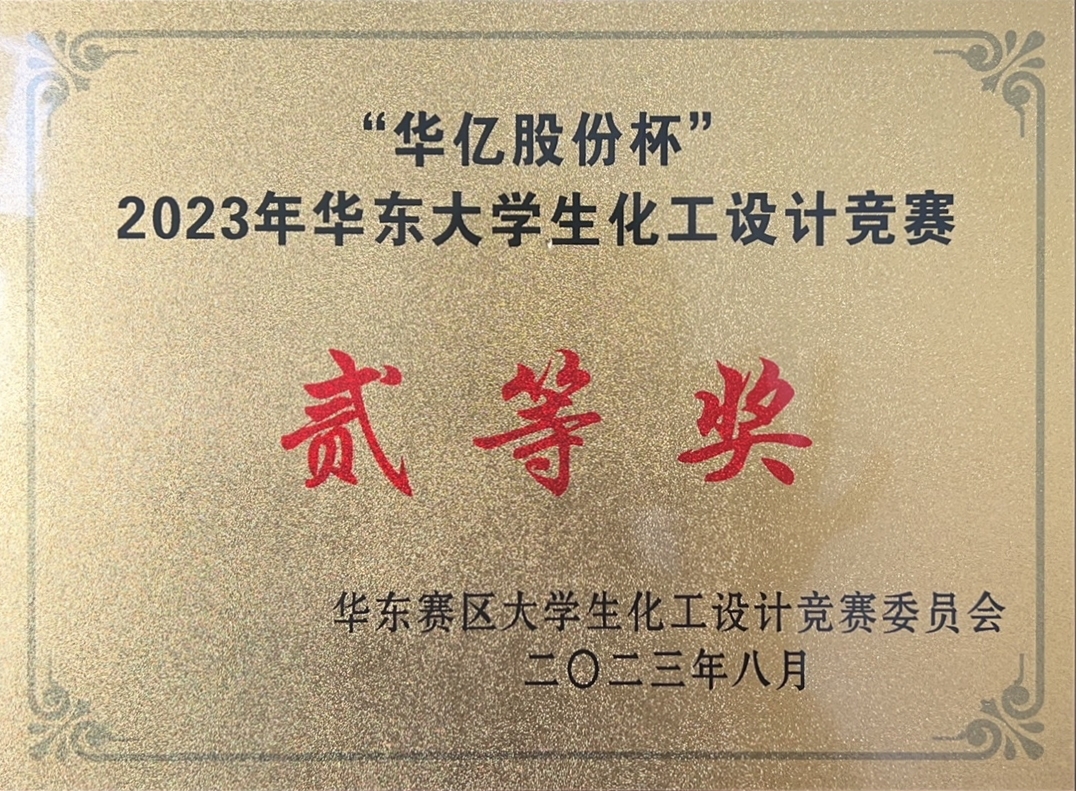 “华亿股份杯”
2023年华东大学生化工设计竞赛
贰等奖
华东赛区大学生化工设计竞赛委员会
二〇二三年八月